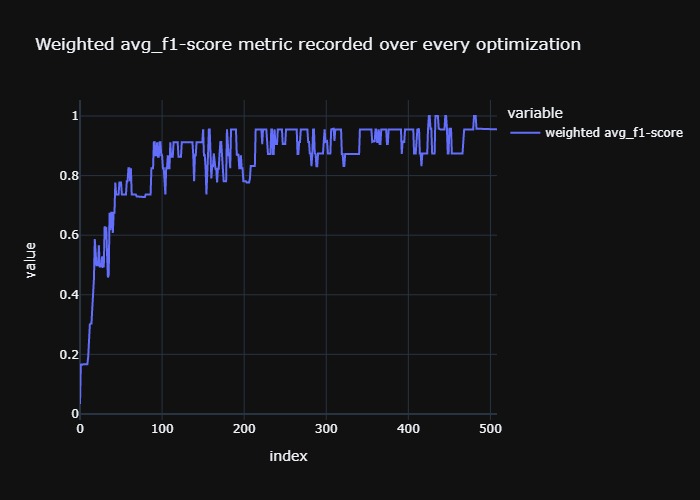 Weighted avg_f1-score metric recorded over every optimization
variable
weighted avg_f1-score
1
0.8
0.6
0.4
0.2
0
value
0
100
200
300
400
500
index